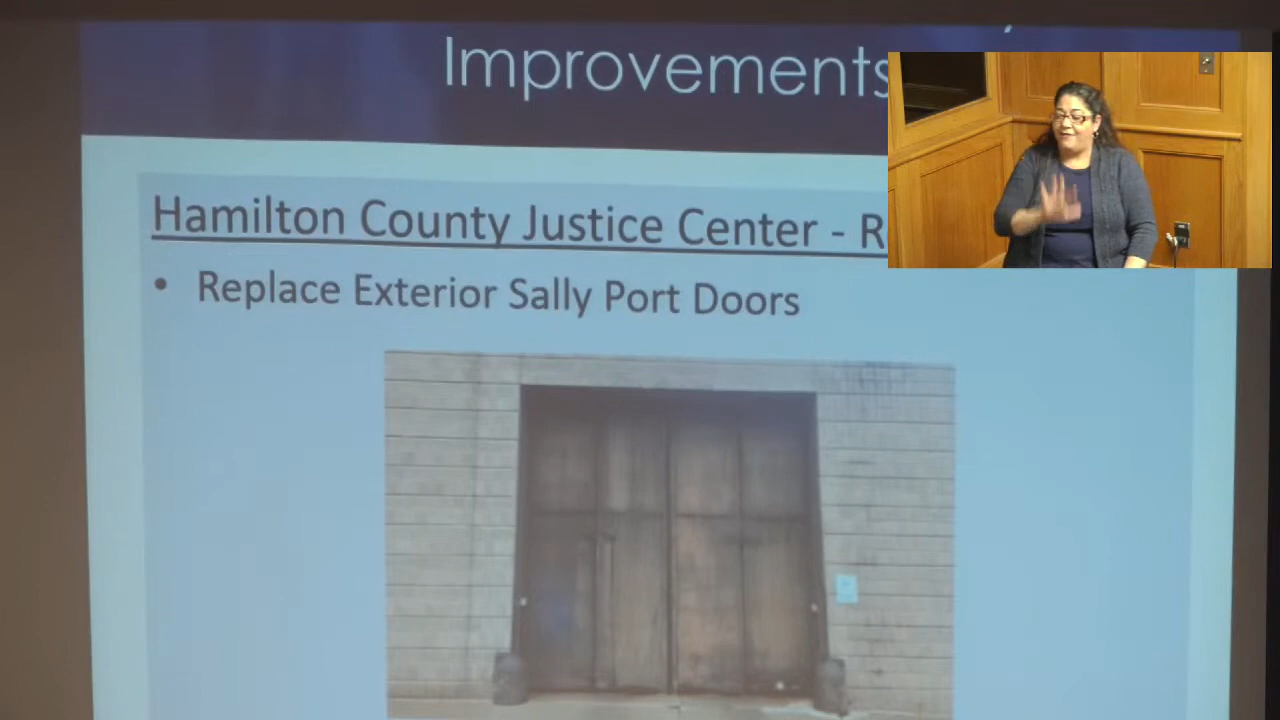 Improvements
Hamilton County Justice Center - R
• Replace Exterior Sally Port Doors